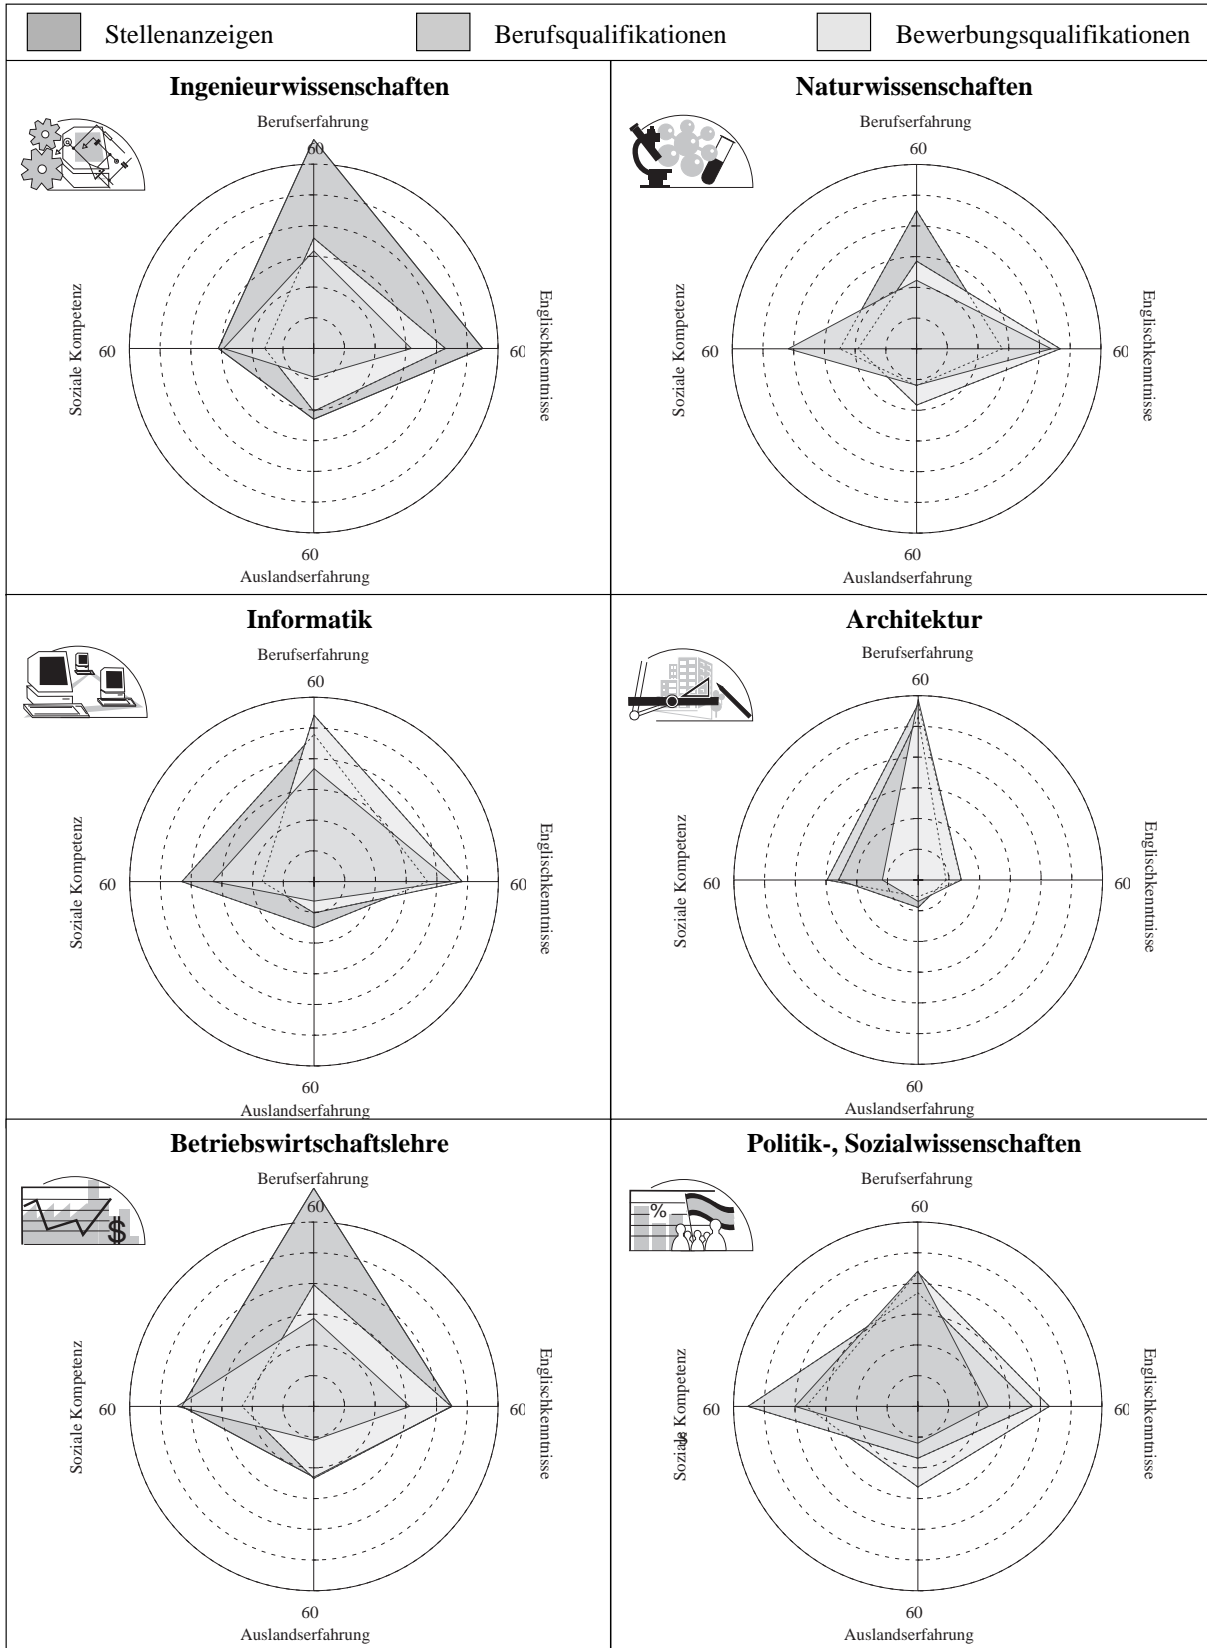 Stellenanzeigen Berufsqualifikationen Bewerbungsqualifikationen
Ingenieurwissenschaften
Berufserfahrung
60
Soziale Kompetenz
60
Englischkenntnisse
60
60
Auslandserfahrung
Naturwissenschaften
Berufserfahrung
60
Soziale Kompetenz
60
Englischkenntnisse
60
60
Auslandserfahrung
Informatik
Berufserfahrung
60
Soziale Kompetenz
60
Englischkenntnisse
60
60
Auslandserfahrung
Architektur
Berufserfahrung
60
Soziale Kompetenz
60
Englischkenntnisse
60
60
Auslandserfahrung
Betriebswirtschaftslehre
Berufserfahrung
$
60
Soziale Kompetenz
60
Englischkenntnisse
60
60
Auslandserfahrung
Politik-, Sozialwissenschaften
Berufserfahrung
%
60
Soziale Kompetenz
60
Englischkenntnisse
60
60
Auslandserfahrung